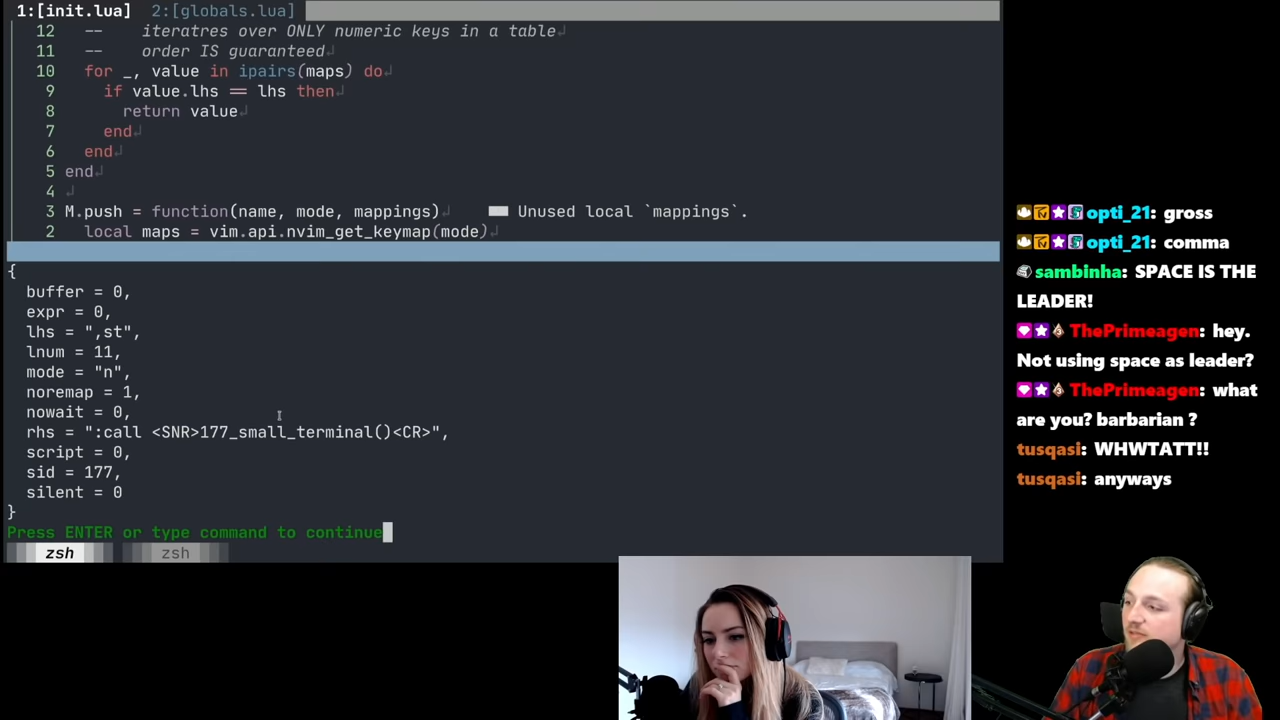 1:[init.lua] 2:[globals.lua]
12 -- iteratres over ONLY numeric keys in a table
11 -- order IS guaranteed
10 for _, value in ipairs(maps) do
9 if value.lhs == lhs then
8 return value
7 end
6 end
5 end
4
3 M.push = function(name, mode, mappings) Unused local `mappings`.
2 local maps = vim.api.nvim_get_keymap(mode)
{
buffer = 0,
expr = 0,
lhs = ",st",
lnum = 11,
mode = "n",
noremap = 1,
nowait = 0,
rhs = ":call <SNR>177_small_terminal()<CR>",
script = 0,
sid = 177,
silent = 0
}
Press ENTER or type command to continue
zsh zsh
opti_21: gross
opti_21: comma
sambinha: SPACE IS THE
LEADER!
ThePrimeagen: hey.
Not using space as leader?
ThePrimeagen: what
are you? barbarian ?
tusqasi: WHWTATT!!
tusqasi: anyways